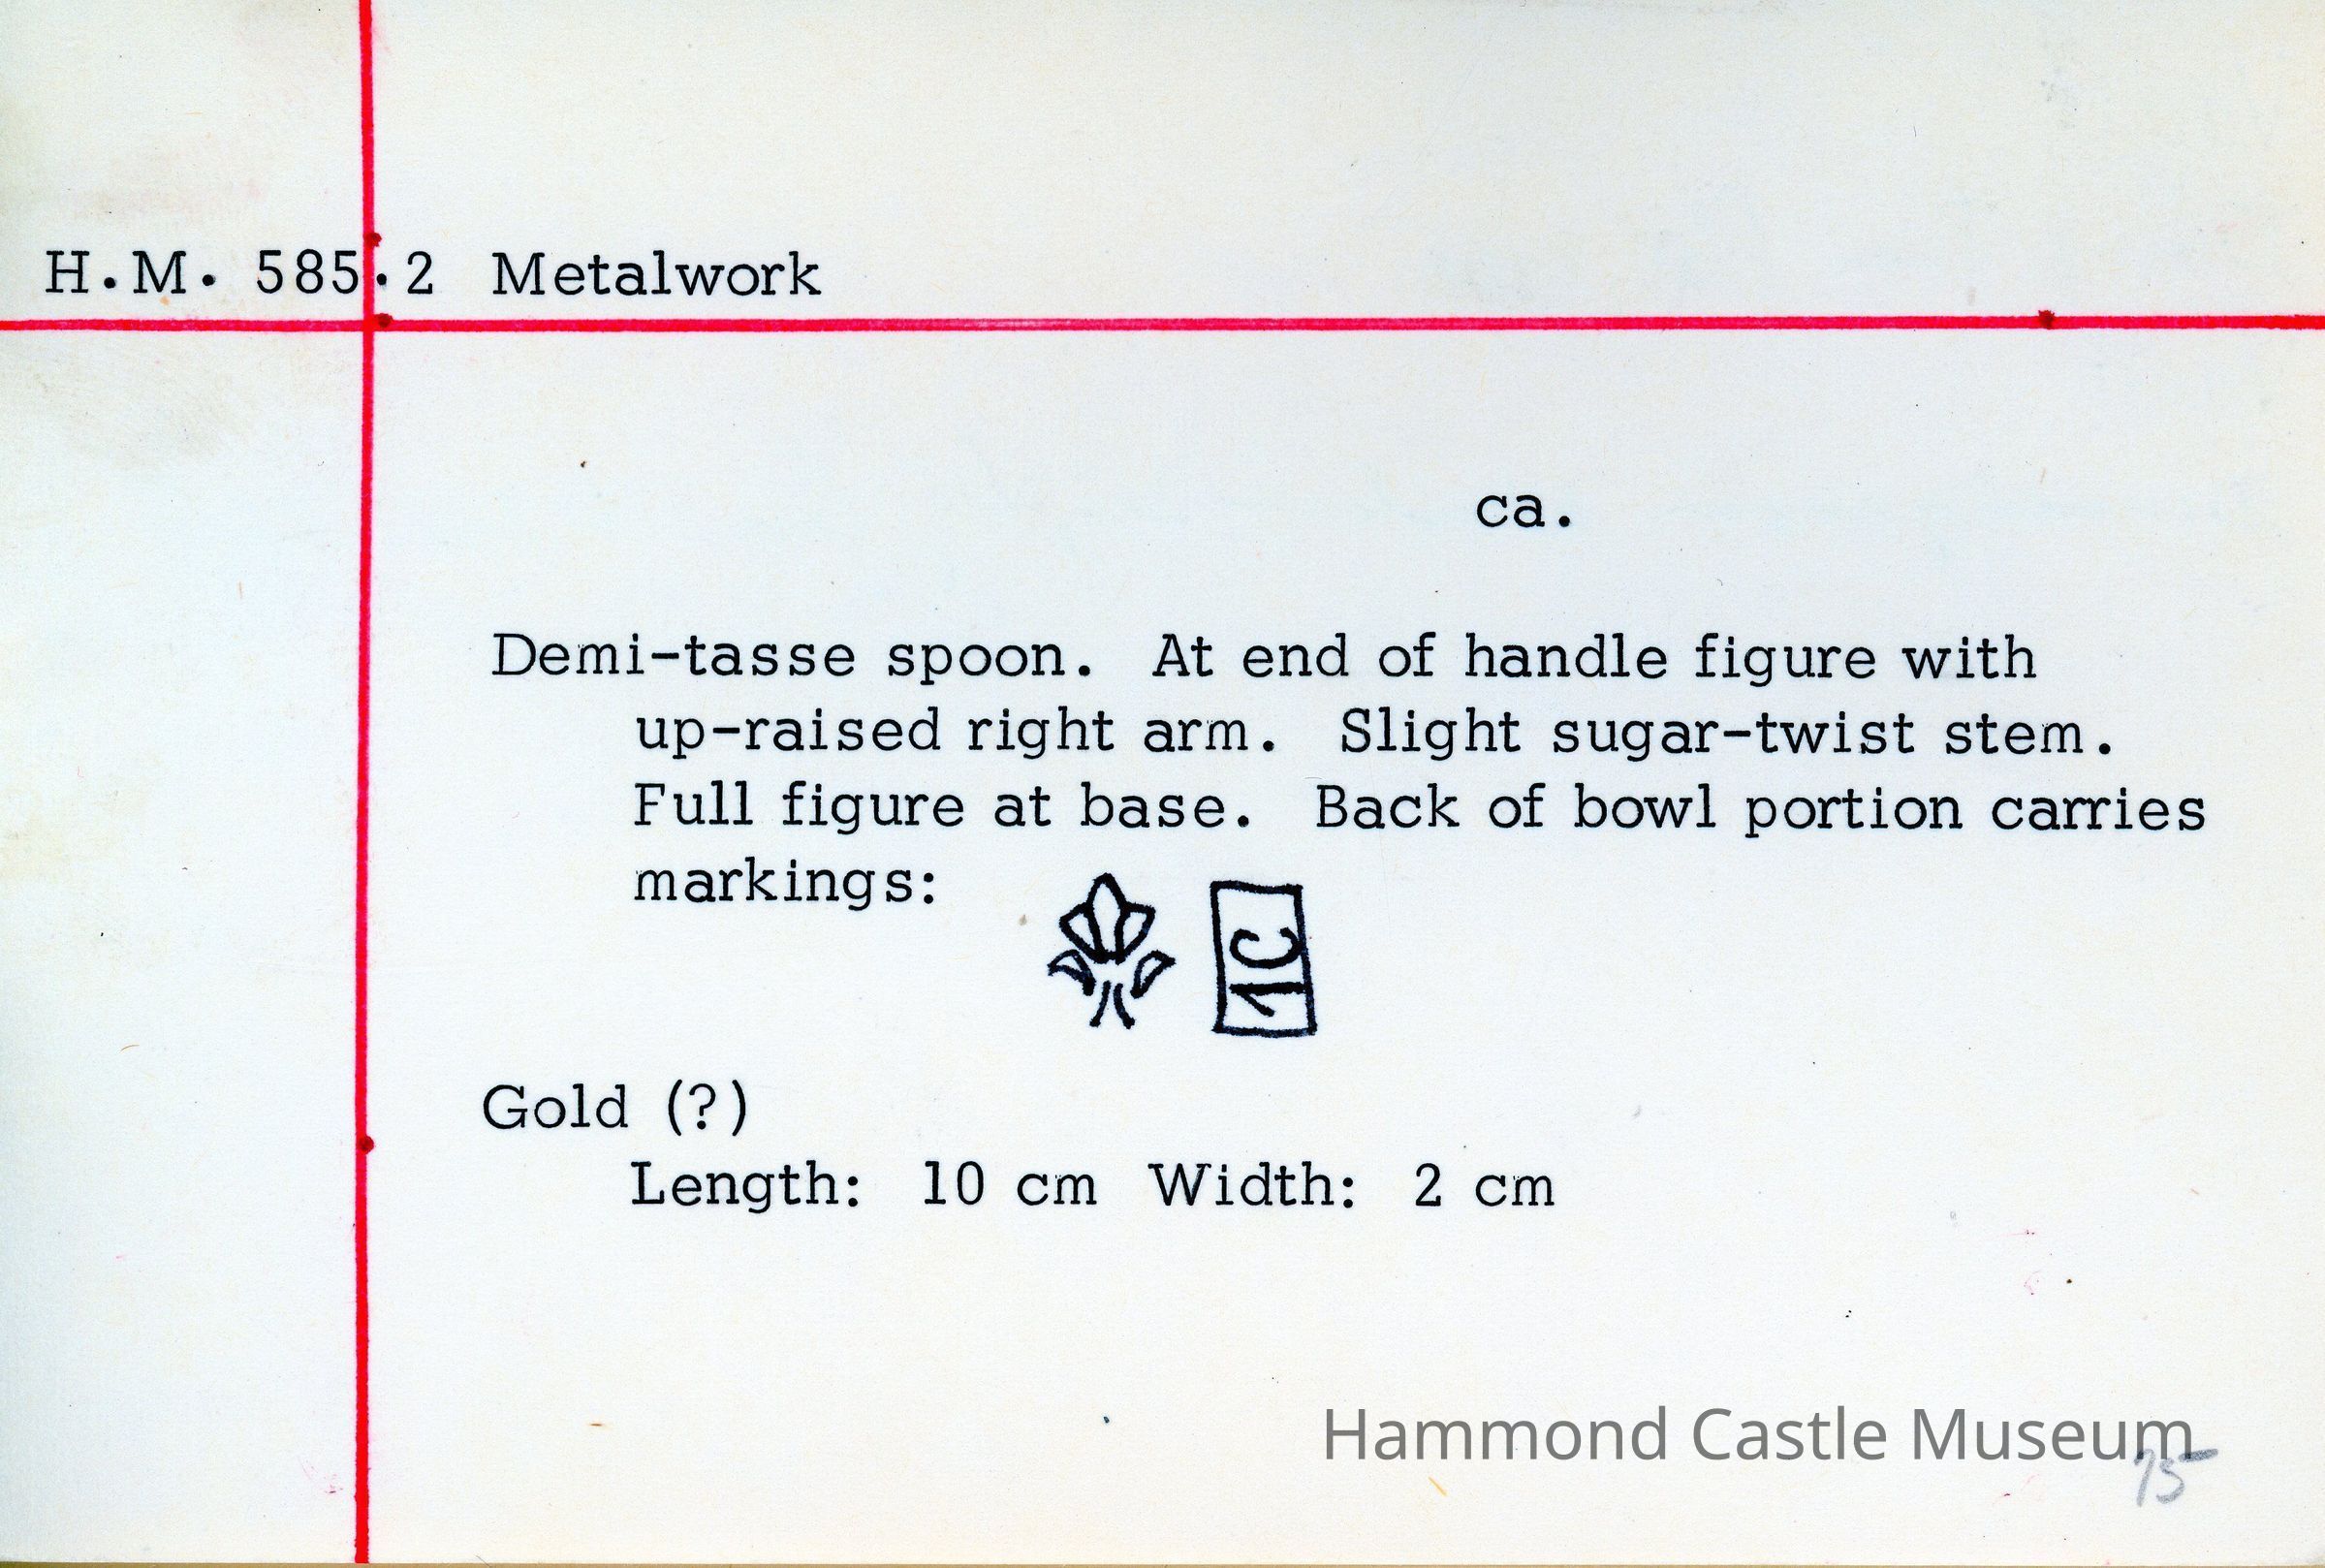 H.M. 585.2 Metalwork
ca.
Demi-tasse spoon. At end of handle figure with
up-raised right arm. Slight sugar-twist stem.
Full figure at base. Back of bowl portion carries
markings:
1C
Gold (?)
Length: 10 cm Width: 2 cm
Hammond Castle Museum
75